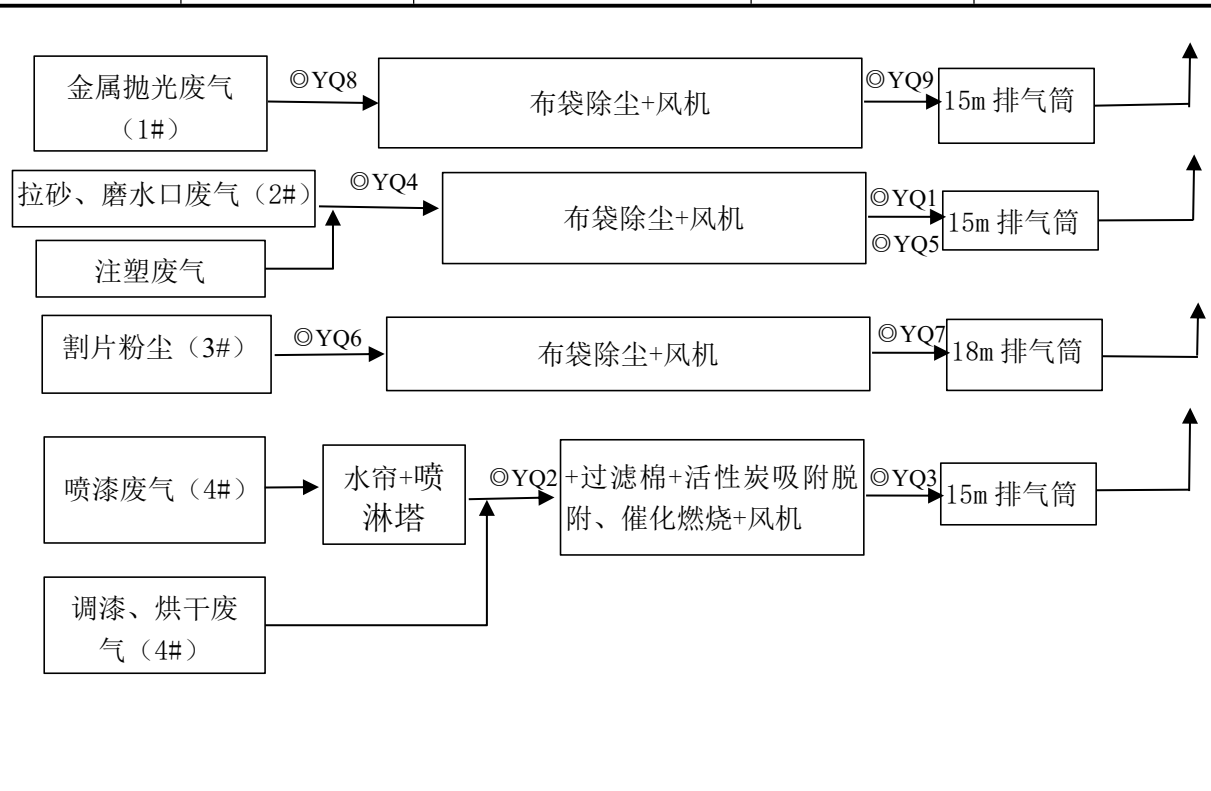 金属抛光废气
（1#）
◎YQ8
布袋除尘+风机
◎YQ9
15m 排气筒
拉砂、磨水口废气（2#）
◎YQ4
布袋除尘+风机
◎YQ1
◎YQ5
15m 排气筒
注塑废气
割片粉尘（3#）
◎YQ6
布袋除尘+风机
◎YQ7
18m 排气筒
喷漆废气（4#）
水帘+喷
淋塔
◎YQ2
+过滤棉+活性炭吸附脱
附、催化燃烧+风机
◎YQ3
15m 排气筒
调漆、烘干废
气（4#）